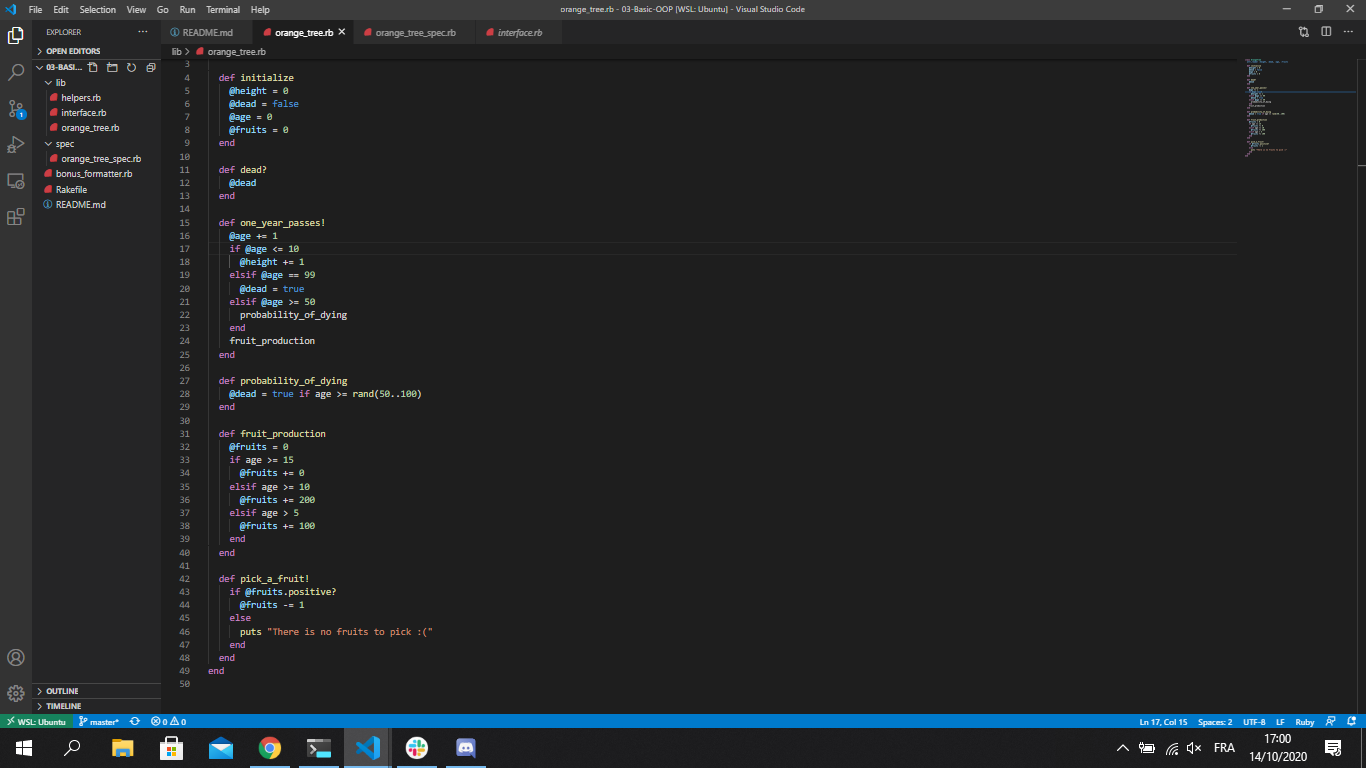 File Edit Selection View Go Run Terminal Help
orange_tree.rb - 03-Basic-OOP [WSL: Ubuntu] - Visual Studio Code
EXPLORER
OPEN EDITORS
03-BASI...
lib
helpers.rb
interface.rb
orange_tree.rb
spec
orange_tree_spec.rb
bonus_formatter.rb
Rakefile
README.md
OUTLINE
TIMELINE
README.md orange_tree.rb orange_tree_spec.rb interface.rb
lib > orange_tree.rb
3
4 def initialize
5 @height = 0
6 @dead = false
7 @age = 0
8 @fruits = 0
9 end
10
11 def dead?
12 @dead
13 end
14
15 def one_year_passes!
16 @age += 1
17 if @age <= 10
18 @height += 1
19 elsif @age == 99
20 @dead = true
21 elsif @age >= 50
22 probability_of_dying
23 end
24 fruit_production
25 end
26
27 def probability_of_dying
28 @dead = true if age >= rand(50..100)
29 end
30
31 def fruit_production
32 @fruits = 0
33 if age >= 15
34 @fruits += 0
35 elsif age >= 10
36 @fruits += 200
37 elsif age > 5
38 @fruits += 100
39 end
40 end
41
42 def pick_a_fruit!
43 if @fruits.positive?
44 @fruits -= 1
45 else
46 puts "There is no fruits to pick :("
47 end
48 end
49 end
50
1
WSL: Ubuntu master* 0 0 Ln 17, Col 15 Spaces: 2 UTF-8 LF Ruby
FRA
17:00
14/10/2020